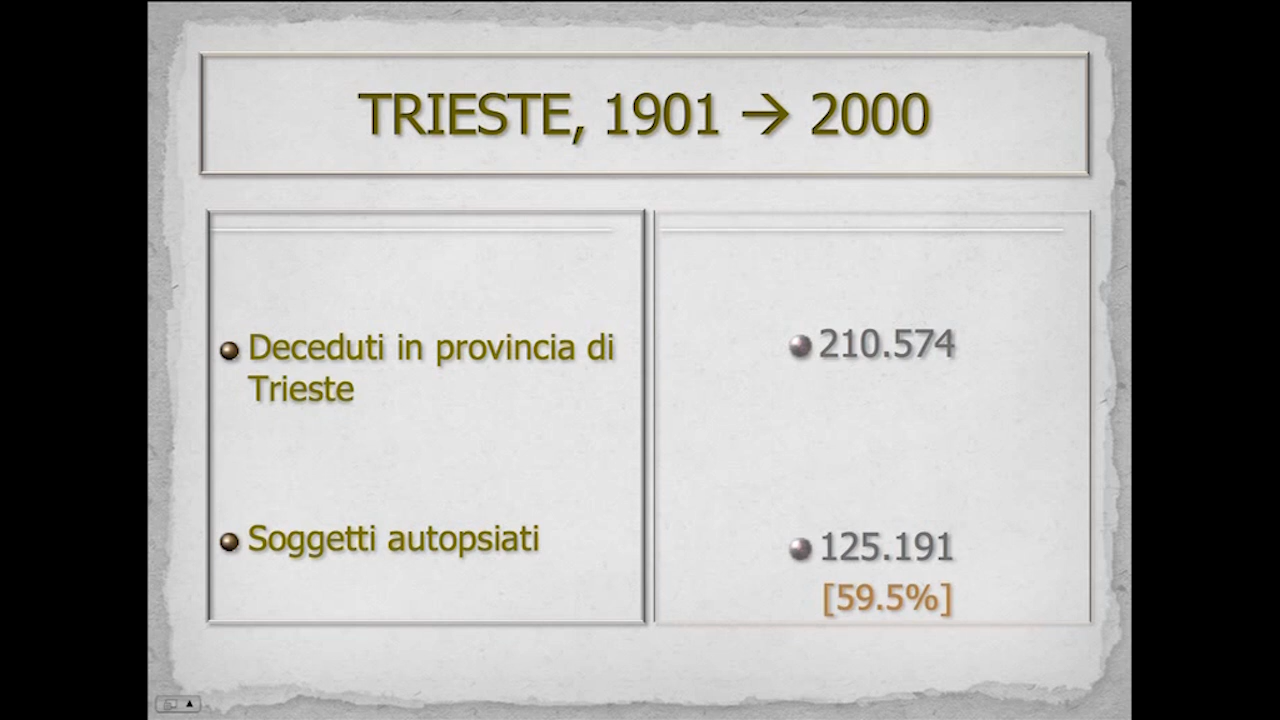 TRIESTE, 1901 → 2000
Deceduti in provincia di
Trieste
210.574
Soggetti autopsiati
125.191
[59.5%]